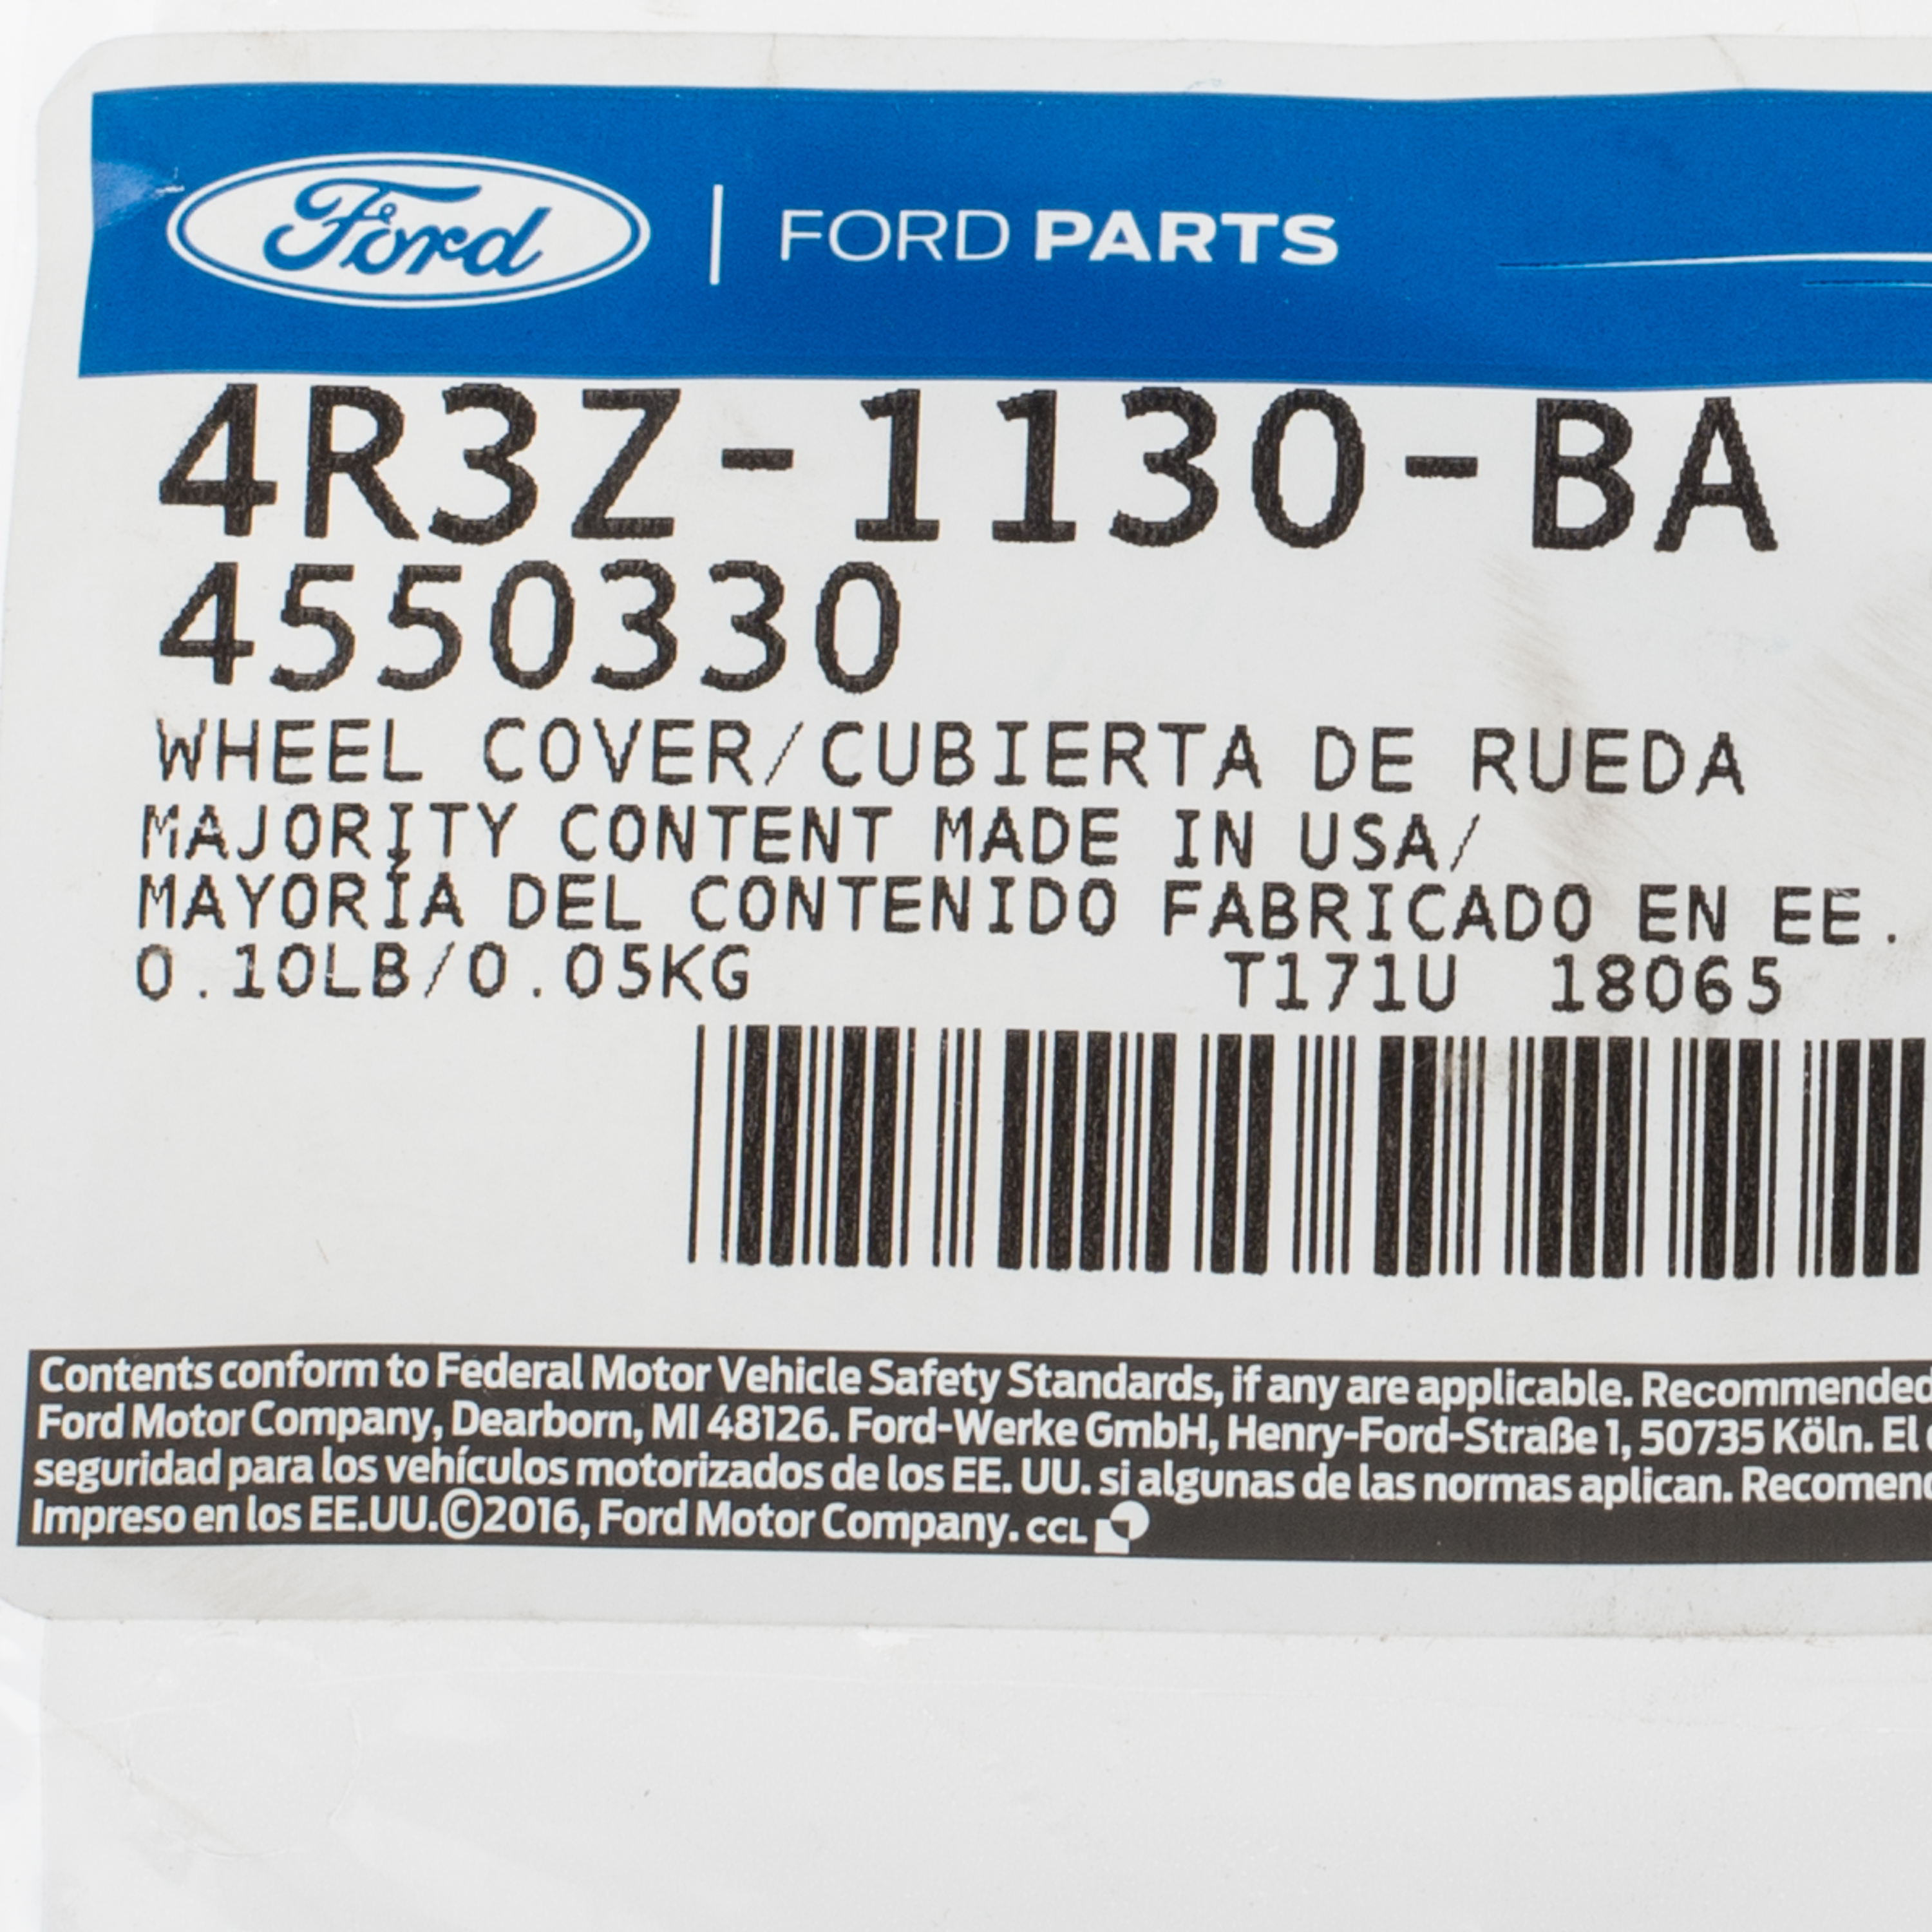 Ford | FORD PARTS
4R3Z-1130-BA
4550330
WHEEL COVER/CUBIERTA DE RUEDA
MAJORITY CONTENT MADE IN USA/
MAYORÍA DEL CONTENIDO FABRICADO EN EE.
0.10LB/0.05KG T171U 18065
Contents conform to Federal Motor Vehicle Safety Standards, if any are applicable. Recommended
Ford Motor Company, Dearborn, MI 48126. Ford-Werke GmbH, Henry-Ford-Straße 1, 50735 Köln. El
seguridad para los vehículos motorizados de los EE. UU. si algunas de las normas aplican.
Impreso en los EE.UU.©2016, Ford Motor Company. CCL